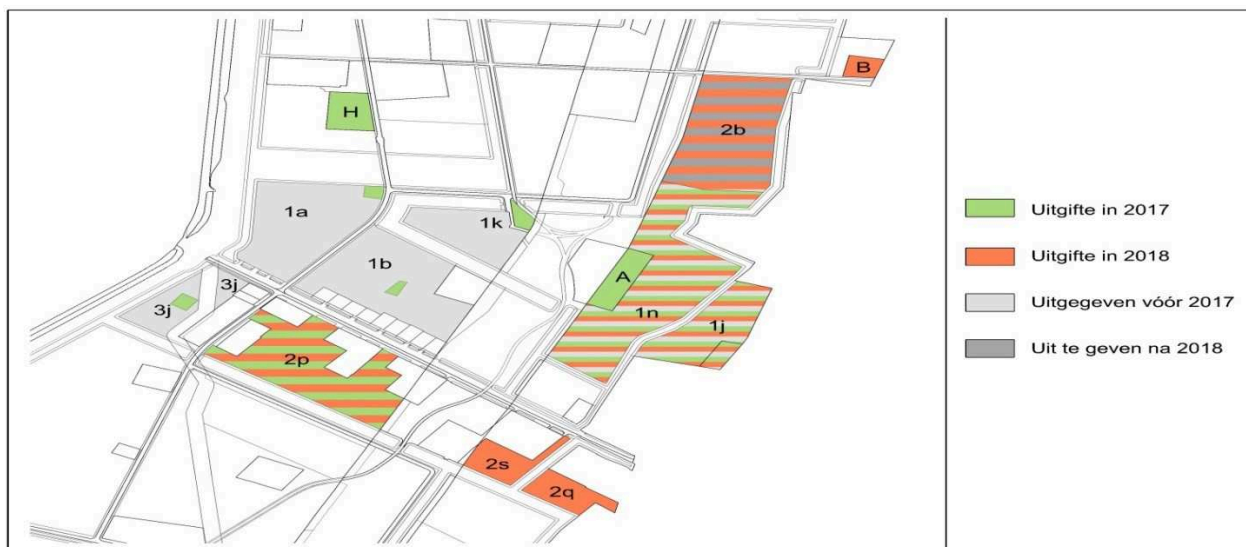 B
H
2b
1a
1k
1b
A
3j
3j
1n
1j
2p
2s
2q
Uitgifte in 2017
Uitgifte in 2018
Uitgegeven vóór 2017
Uit te geven na 2018